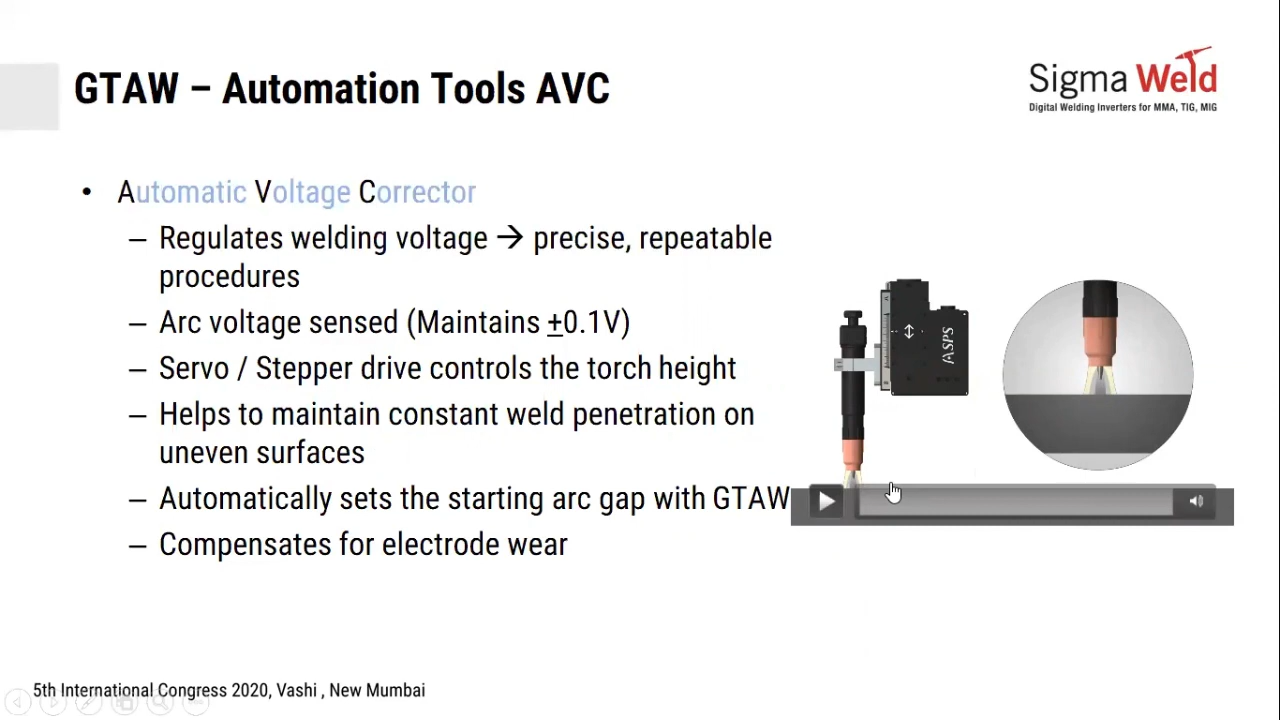 GTAW – Automation Tools AVC
Sigma Weld
Digital Welding Inverters for MMA, TIG, MIG
• Automatic Voltage Corrector
– Regulates welding voltage → precise, repeatable
procedures
– Arc voltage sensed (Maintains ±0.1V)
– Servo / Stepper drive controls the torch height
– Helps to maintain constant weld penetration on
uneven surfaces
– Automatically sets the starting arc gap with GTAW
– Compensates for electrode wear
ASPS
5th International Congress 2020, Vashi , New Mumbai